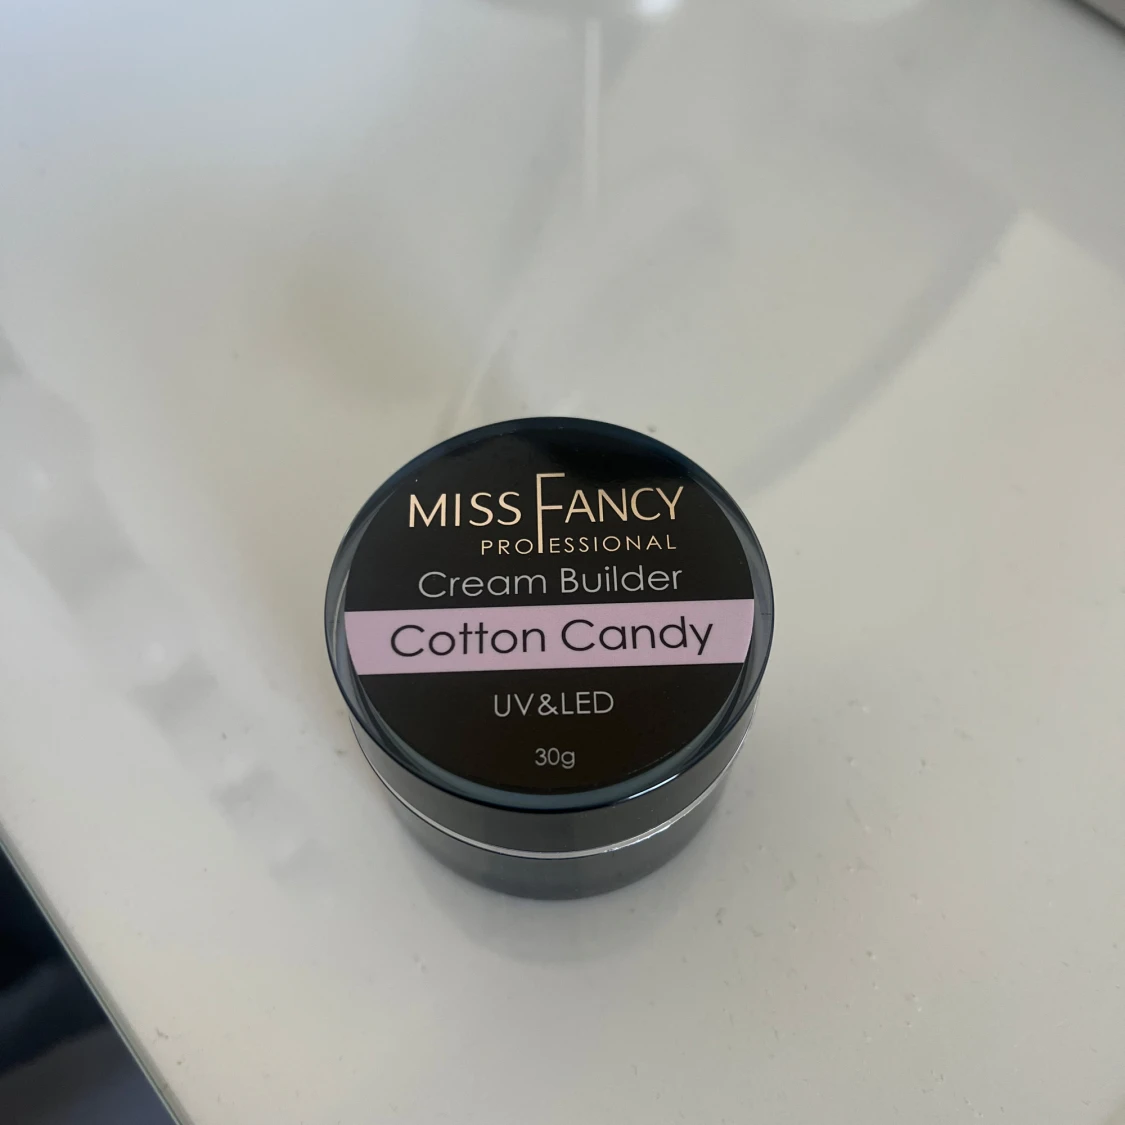 MISS FANCY
PROFESSIONAL
Cream Builder
Cotton Candy
UV&LED
30g